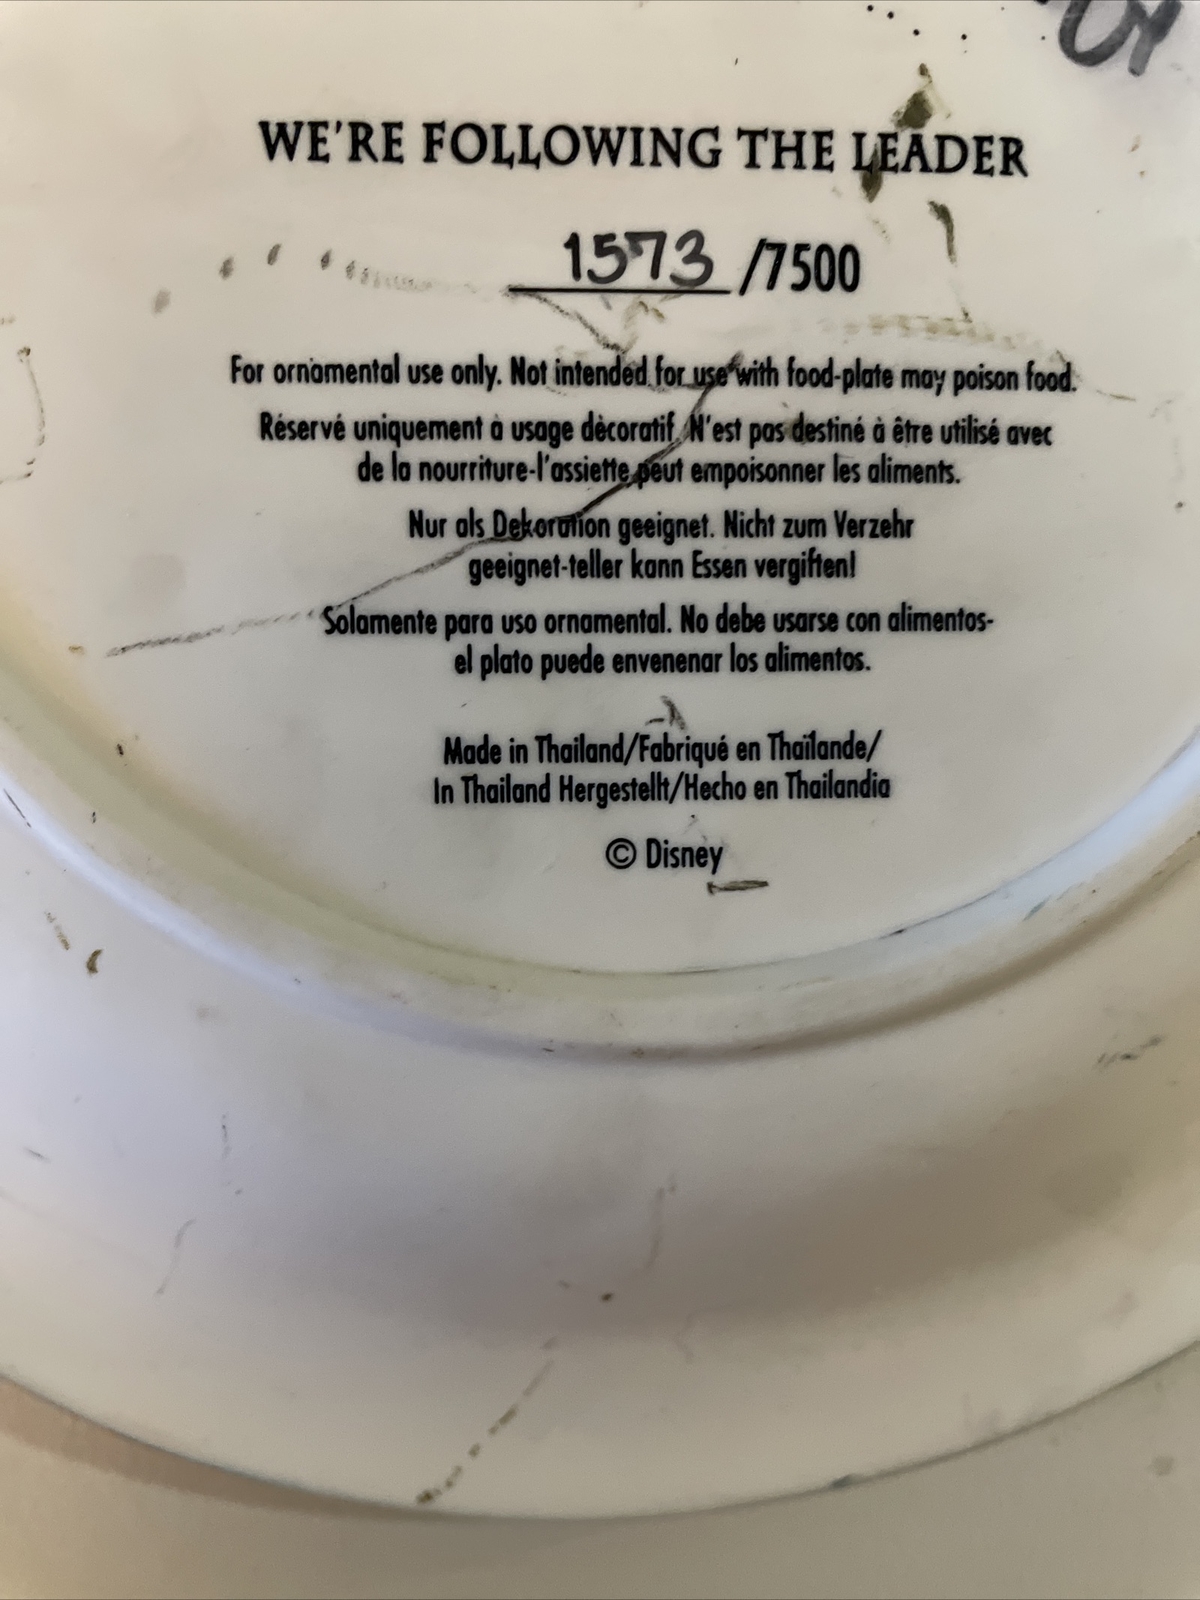 WE'RE FOLLOWING THE LEADER
1573 /7500
For ornamental use only. Not intended for use with food-plate may poison food.
Réservé uniquement à usage dècoratif. N'est pas destiné à être utilisé avec
de la nourriture-l'assiette peut empoisonner les aliments.
Nur als Dekoration geeignet. Nicht zum Verzehr
geeignet-teller kann Essen vergiften!
Solamente para uso ornamental. No debe usarse con alimentos-
el plato puede envenenar los alimentos.
Made in Thailand/Fabriqué en Thaïlande/
In Thailand Hergestellt/Hecho en Thailandia
© Disney